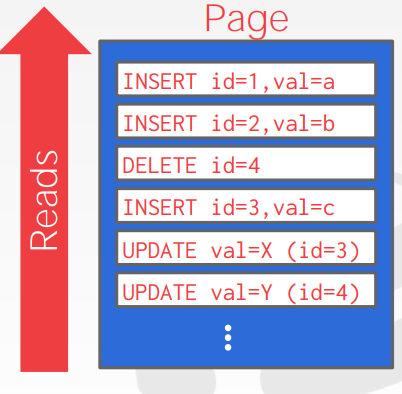 Page
Reads
INSERT id=1,val=a
INSERT id=2,val=b
DELETE id=4
INSERT id=3,val=c
UPDATE val=X (id=3)
UPDATE val=Y (id=4)
⋮